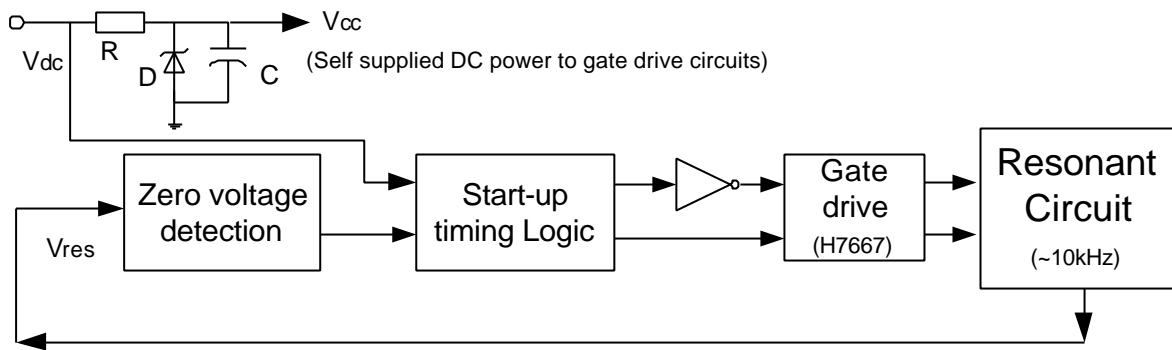 Vcc
R
Vdc
D
C
(Self supplied DC power to gate drive circuits)
Zero voltage
detection
Start-up
timing Logic
Gate
drive
(H7667)
Resonant
Circuit
(~10kHz)
Vres